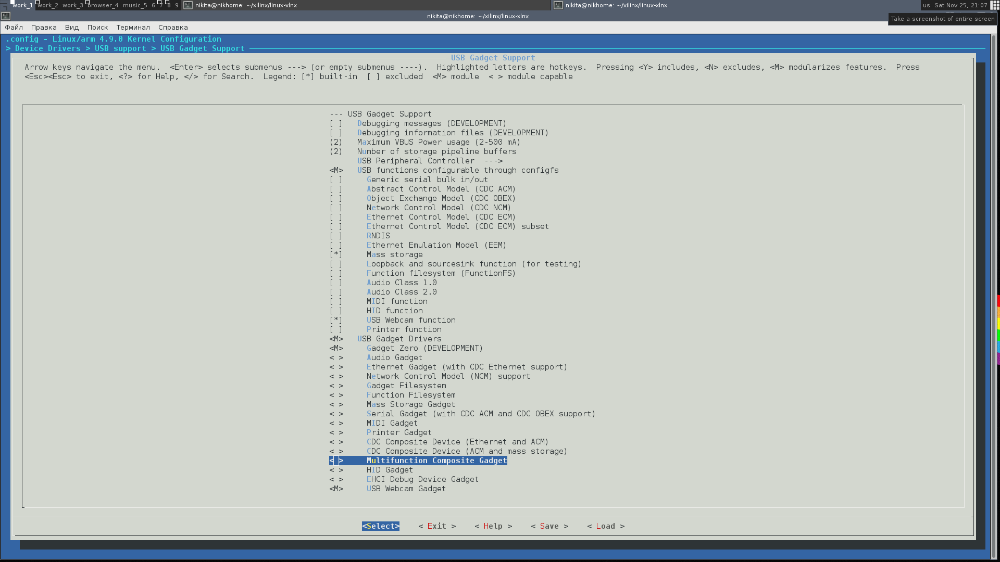 work_1 work_2 work_3 browser_4 music_5 6 7 8 9 nikita@nikhome: ~/xilinx/linux-xlnx nikita@nikhome: ~/xilinx/linux-xlnx us Sat Nov 25, 21:07
nikita@nikhome: ~/xilinx/linux-xlnx
Take a screenshot of entire screen
Файл Правка Вид Поиск Терминал Справка
.config - Linux/arm 4.9.0 Kernel Configuration
> Device Drivers > USB support > USB Gadget Support
USB Gadget Support
Arrow keys navigate the menu. <Enter> selects submenus ---> (or empty submenus ----). Highlighted letters are hotkeys. Pressing <Y> includes, <N> excludes, <M> modularizes features. Press
<Esc><Esc> to exit, <?> for Help, </> for Search. Legend: [*] built-in [ ] excluded <M> module < > module capable
--- USB Gadget Support
[ ] Debugging messages (DEVELOPMENT)
[ ] Debugging information files (DEVELOPMENT)
(2) Maximum VBUS Power usage (2-500 mA)
(2) Number of storage pipeline buffers
USB Peripheral Controller --->
<M> USB functions configurable through configfs
[ ] Generic serial bulk in/out
[ ] Abstract Control Model (CDC ACM)
[ ] Object Exchange Model (CDC OBEX)
[ ] Network Control Model (CDC NCM)
[ ] Ethernet Control Model (CDC ECM)
[ ] Ethernet Control Model (CDC ECM) subset
[ ] RNDIS
[ ] Ethernet Emulation Model (EEM)
[*] Mass storage
[ ] Loopback and sourcesink function (for testing)
[ ] Function filesystem (FunctionFS)
[ ] Audio Class 1.0
[ ] Audio Class 2.0
[ ] MIDI function
[ ] HID function
[*] USB Webcam function
[ ] Printer function
<M> USB Gadget Drivers
<M> Gadget Zero (DEVELOPMENT)
< > Audio Gadget
< > Ethernet Gadget (with CDC Ethernet support)
< > Network Control Model (NCM) support
< > Gadget Filesystem
< > Function Filesystem
< > Mass Storage Gadget
< > Serial Gadget (with CDC ACM and CDC OBEX support)
< > MIDI Gadget
< > Printer Gadget
< > CDC Composite Device (Ethernet and ACM)
< > CDC Composite Device (ACM and mass storage)
< > Multifunction Composite Gadget
< > HID Gadget
< > EHCI Debug Device Gadget
<M> USB Webcam Gadget
<Select> < Exit > < Help > < Save > < Load >